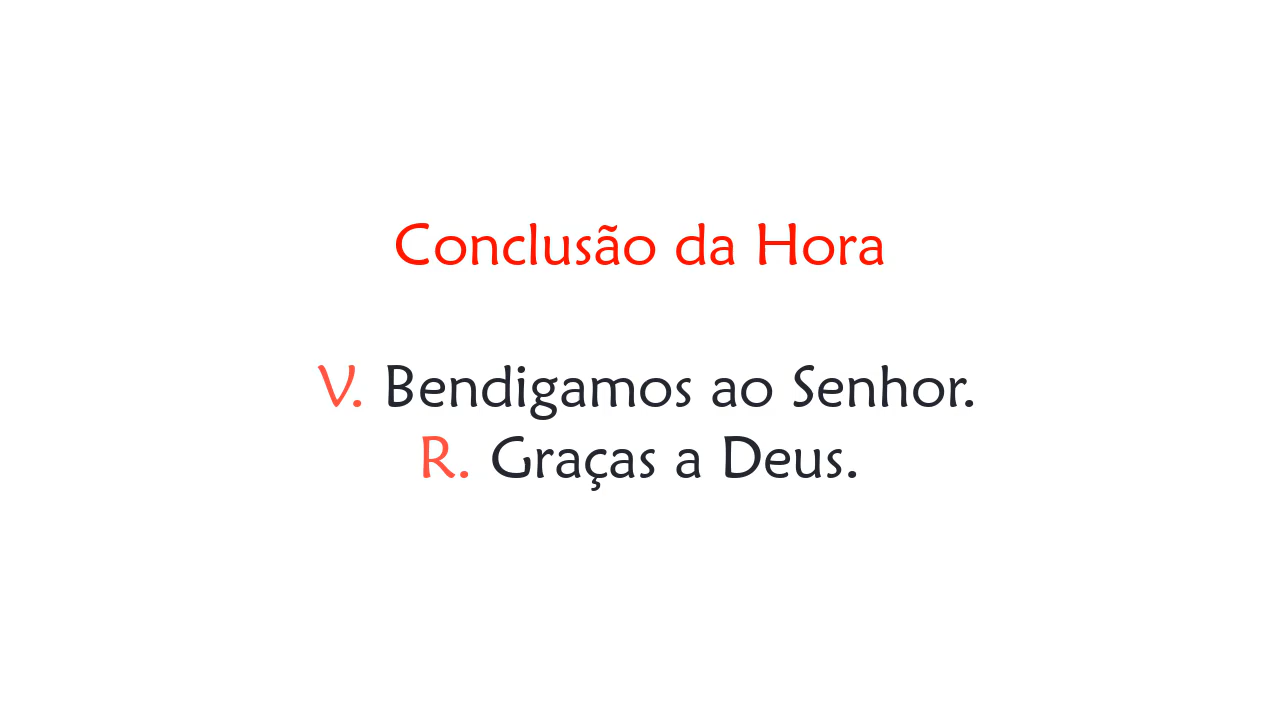 Conclusão da Hora
V. Bendigamos ao Senhor.
R. Graças a Deus.